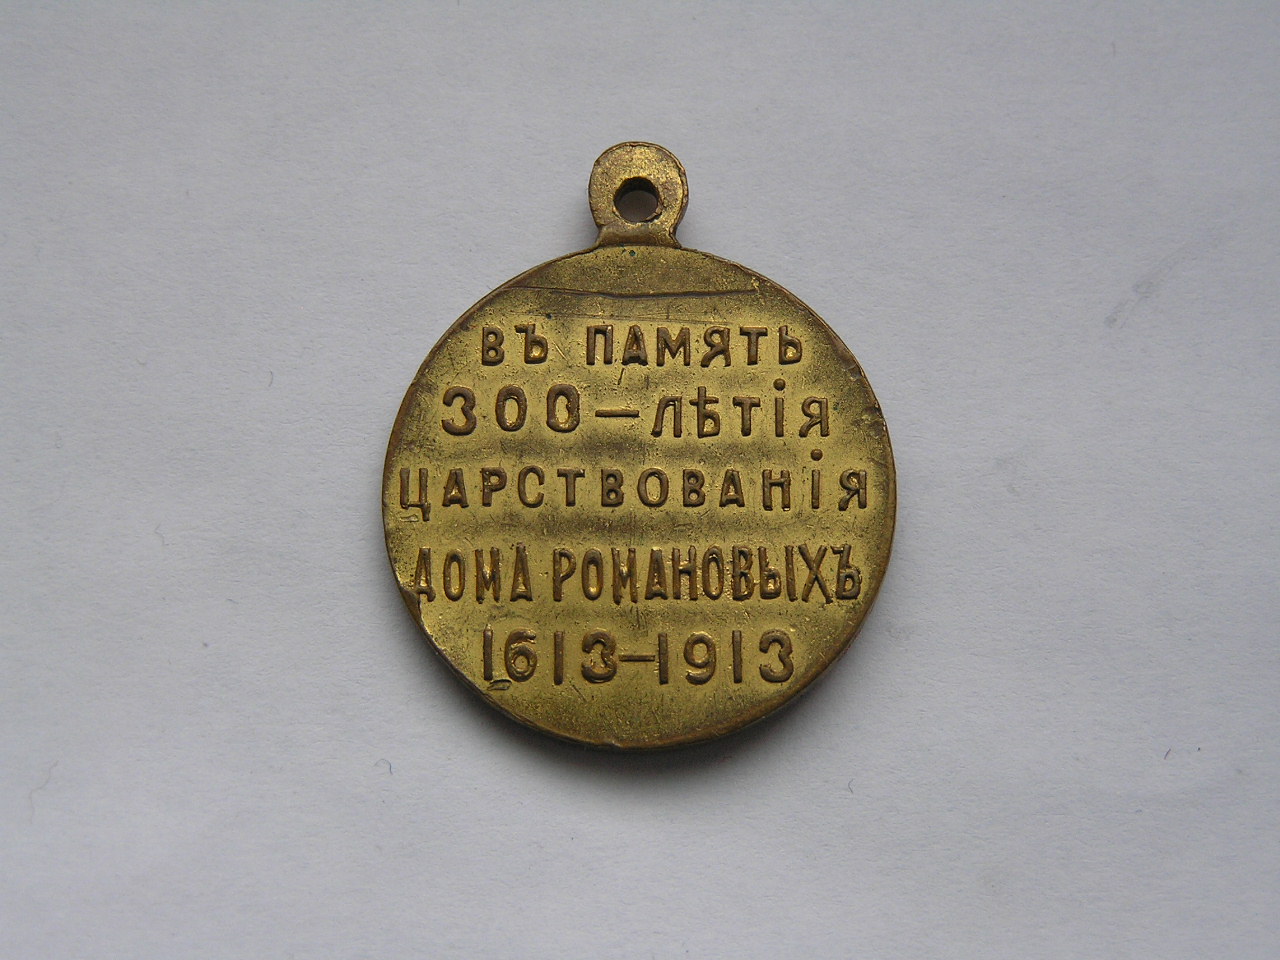 ВЪ ПАМЯТЬ
300 — ЛѢТІЯ
ЦАРСТВОВАНІЯ
ДОМА РОМАНОВЫХЪ
1613 — 1913